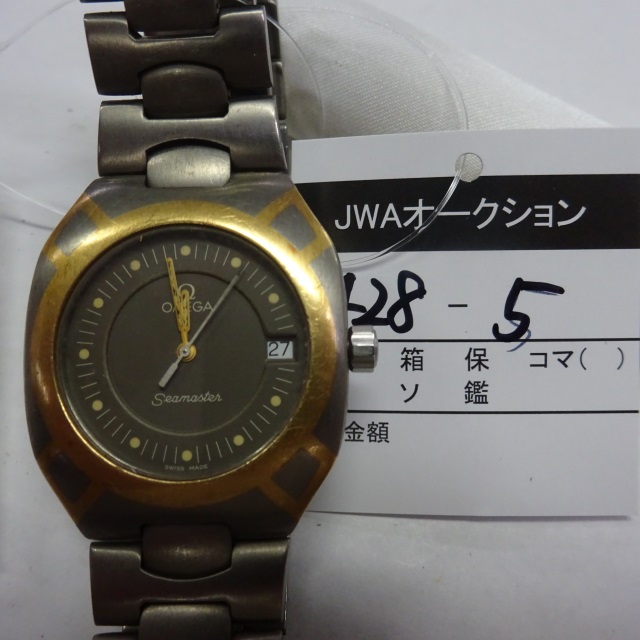 JWAオークション
28 - 5
箱 保 コマ( )
ソ 鑑
金額
Ω
OMEGA
27
Seamaster
SWISS MADE